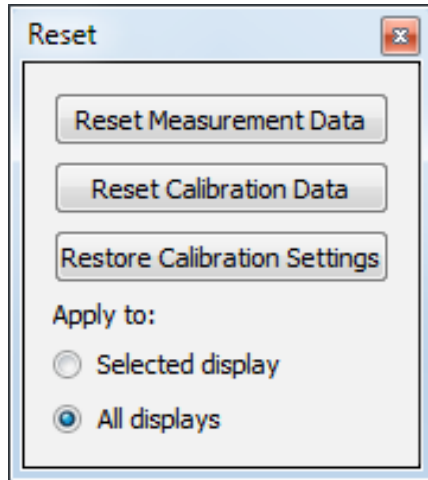 Reset
Reset Measurement Data
Reset Calibration Data
Restore Calibration Settings
Apply to:
Selected display
All displays